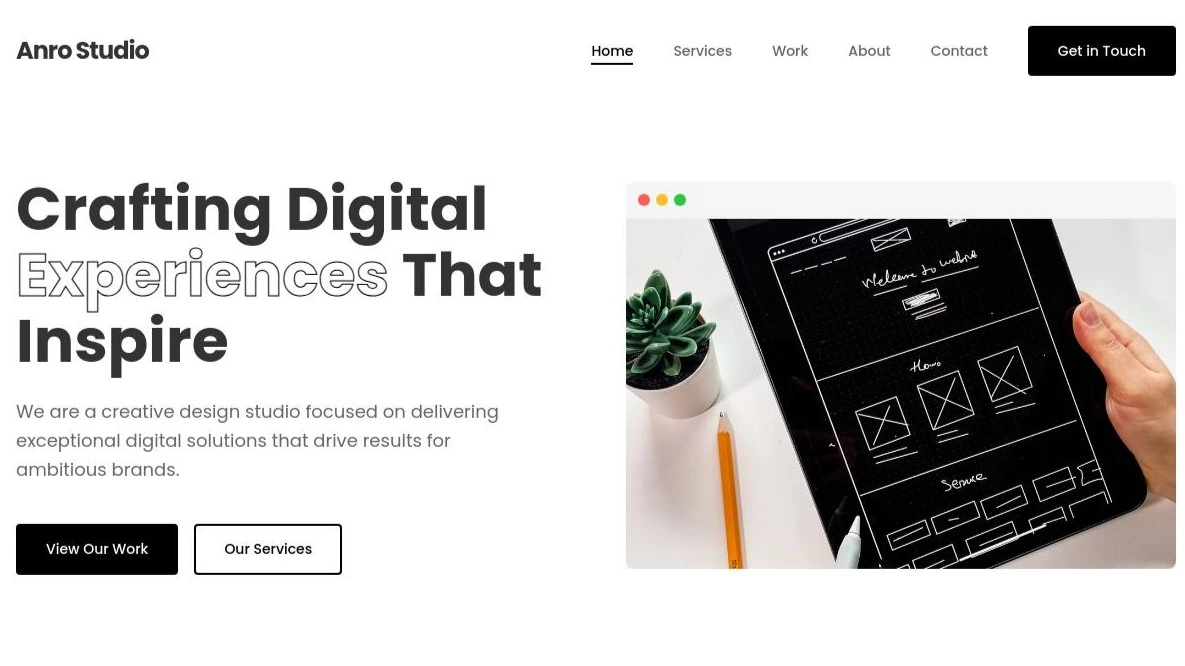 Anro Studio
Home Services Work About Contact Get in Touch
Crafting Digital
Experiences That
Inspire
We are a creative design studio focused on delivering
exceptional digital solutions that drive results for
ambitious brands.
View Our Work Our Services
Welcome to
Home
Service